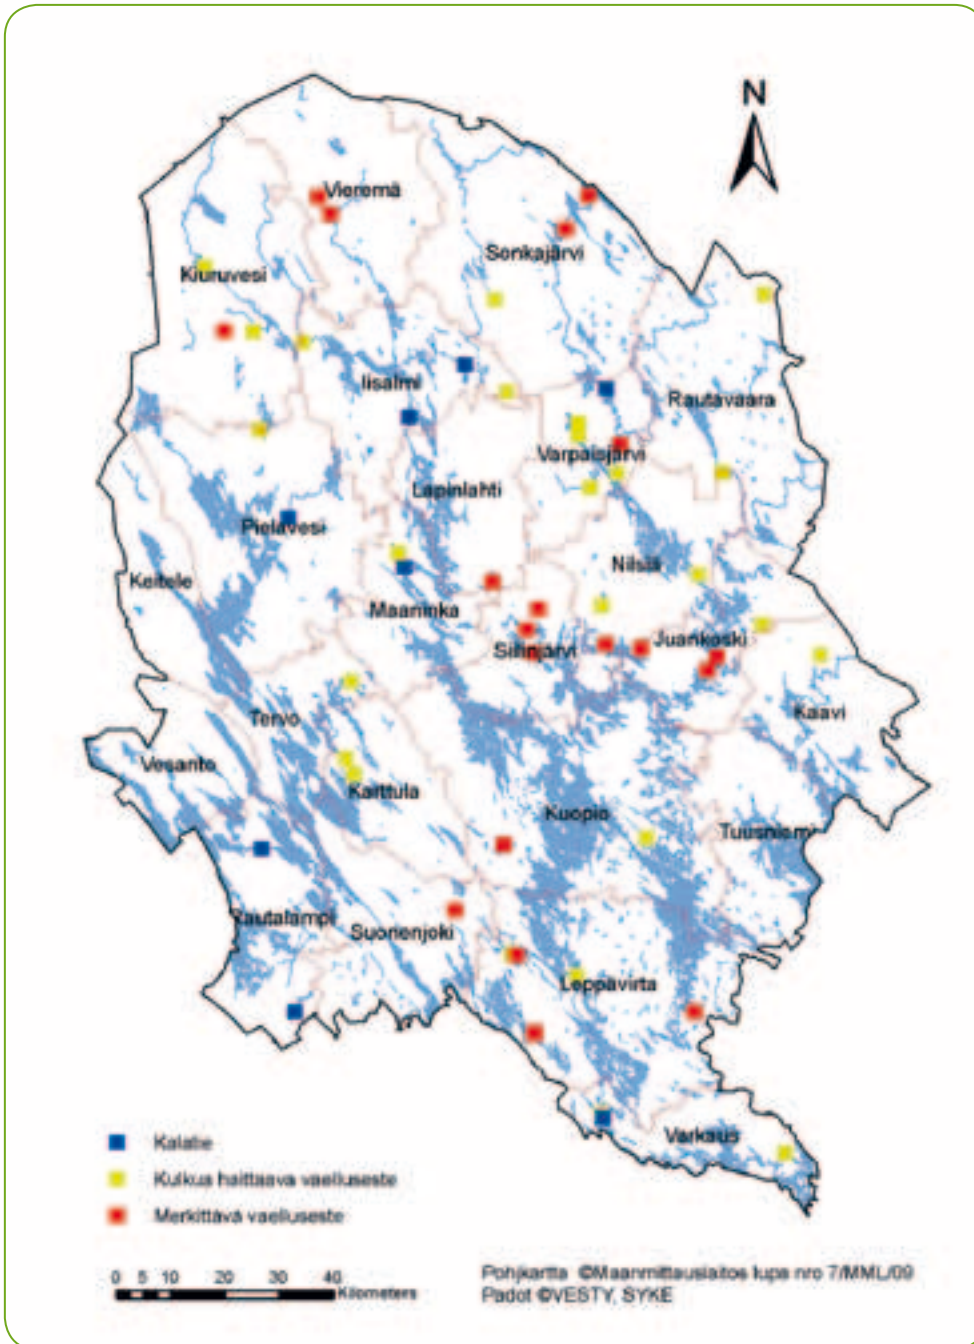 N
Vieremä
Sonkajärvi
Kiuruvesi
Iisalmi
Rautavaara
Varpaisjärvi
Lapinlahti
Pielavesi
Nilsiä
Keitele
Maaninka
Siilinjärvi
Juankoski
Kaavi
Tervo
Vesanto
Karttula
Kuopio
Tuusniemi
Rautalampi
Suonenjoki
Leppävirta
Varkaus
Kalatie
Kulkua haittaava vaelluseste
Merkittävä vaelluseste
0 5 10 20 30 40
Kilometers
Pohjkartta ©Maanmittauslaitos lupa nro 7/MML/09
Padot ©VESTY, SYKE